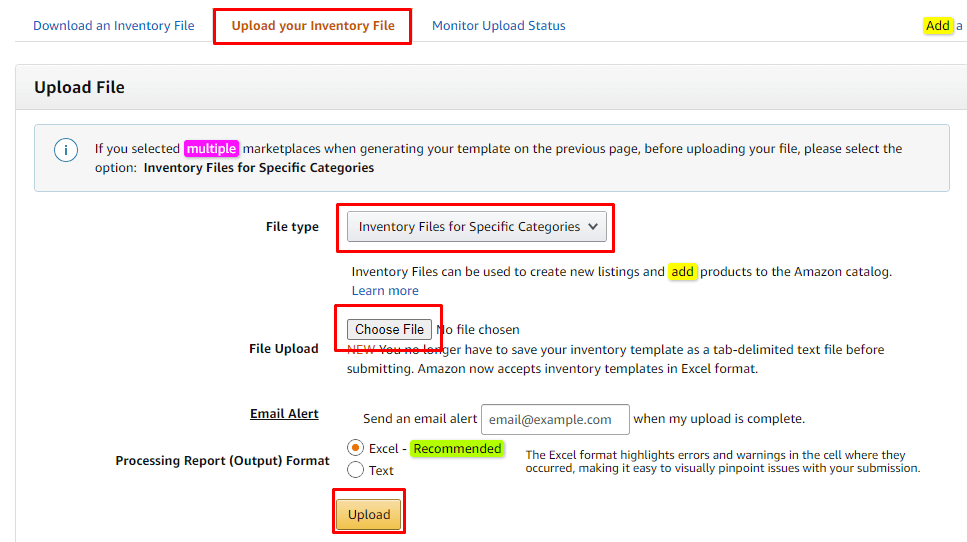 Download an Inventory File Upload your Inventory File Monitor Upload Status Add a
Upload File
i
If you selected multiple marketplaces when generating your template on the previous page, before uploading your file, please select the
option: Inventory Files for Specific Categories
File type Inventory Files for Specific Categories
Inventory Files can be used to create new listings and add products to the Amazon catalog.
Learn more
Choose File No file chosen
File Upload
NEW You no longer have to save your inventory template as a tab-delimited text file before
submitting. Amazon now accepts inventory templates in Excel format.
Email Alert Send an email alert email@example.com when my upload is complete.
Processing Report (Output) Format
Excel - Recommended
Text
The Excel format highlights errors and warnings in the cell where they
occurred, making it easy to visually pinpoint issues with your submission.
Upload